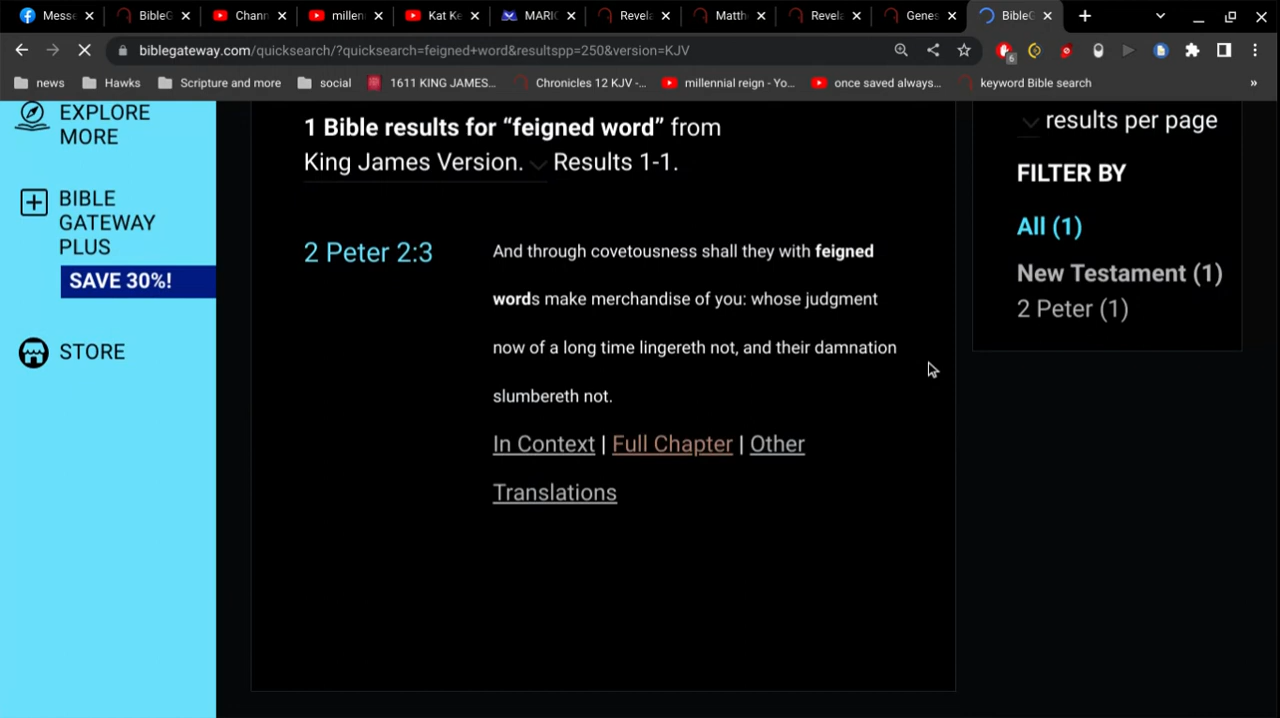 Messe BibleG Chann millen Kat Ke MARI Revela Matth Revela Genes BibleG
biblegateway.com/quicksearch/?quicksearch=feigned+word&resultspp=250&version=KJV
6
news Hawks Scripture and more social 1611 KING JAMES... Chronicles 12 KJV -... millennial reign - Yo... once saved always... keyword Bible search »
EXPLORE
MORE
BIBLE
GATEWAY
PLUS
SAVE 30%!
STORE
1 Bible results for “feigned word” from
King James Version. Results 1-1.
2 Peter 2:3
And through covetousness shall they with feigned
words make merchandise of you: whose judgment
now of a long time lingereth not, and their damnation
slumbereth not.
In Context | Full Chapter | Other
Translations
results per page
FILTER BY
All (1)
New Testament (1)
2 Peter (1)